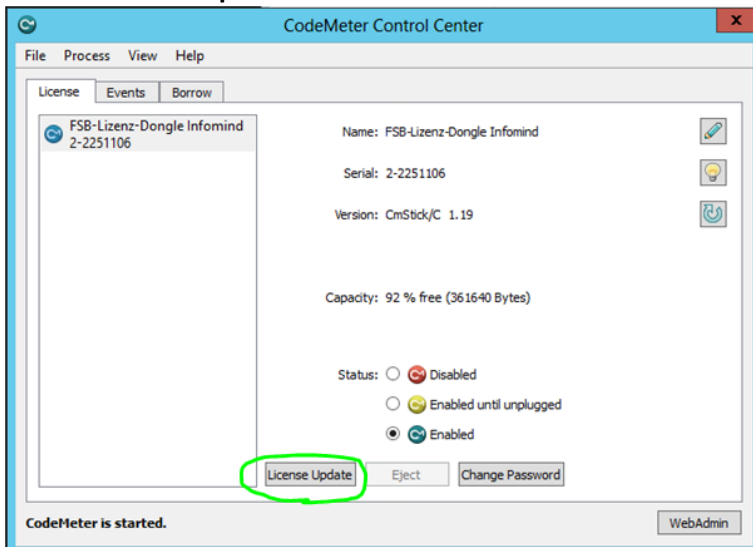 CodeMeter Control Center
x
File Process View Help
License Events Borrow
FSB-Lizenz-Dongle Infomind
2-2251106
Name: FSB-Lizenz-Dongle Infomind
Serial: 2-2251106
Version: CmStick/C 1.19
Capacity: 92 % free (361640 Bytes)
Status: Disabled
Enabled until unplugged
Enabled
License Update Eject Change Password
CodeMeter is started. WebAdmin